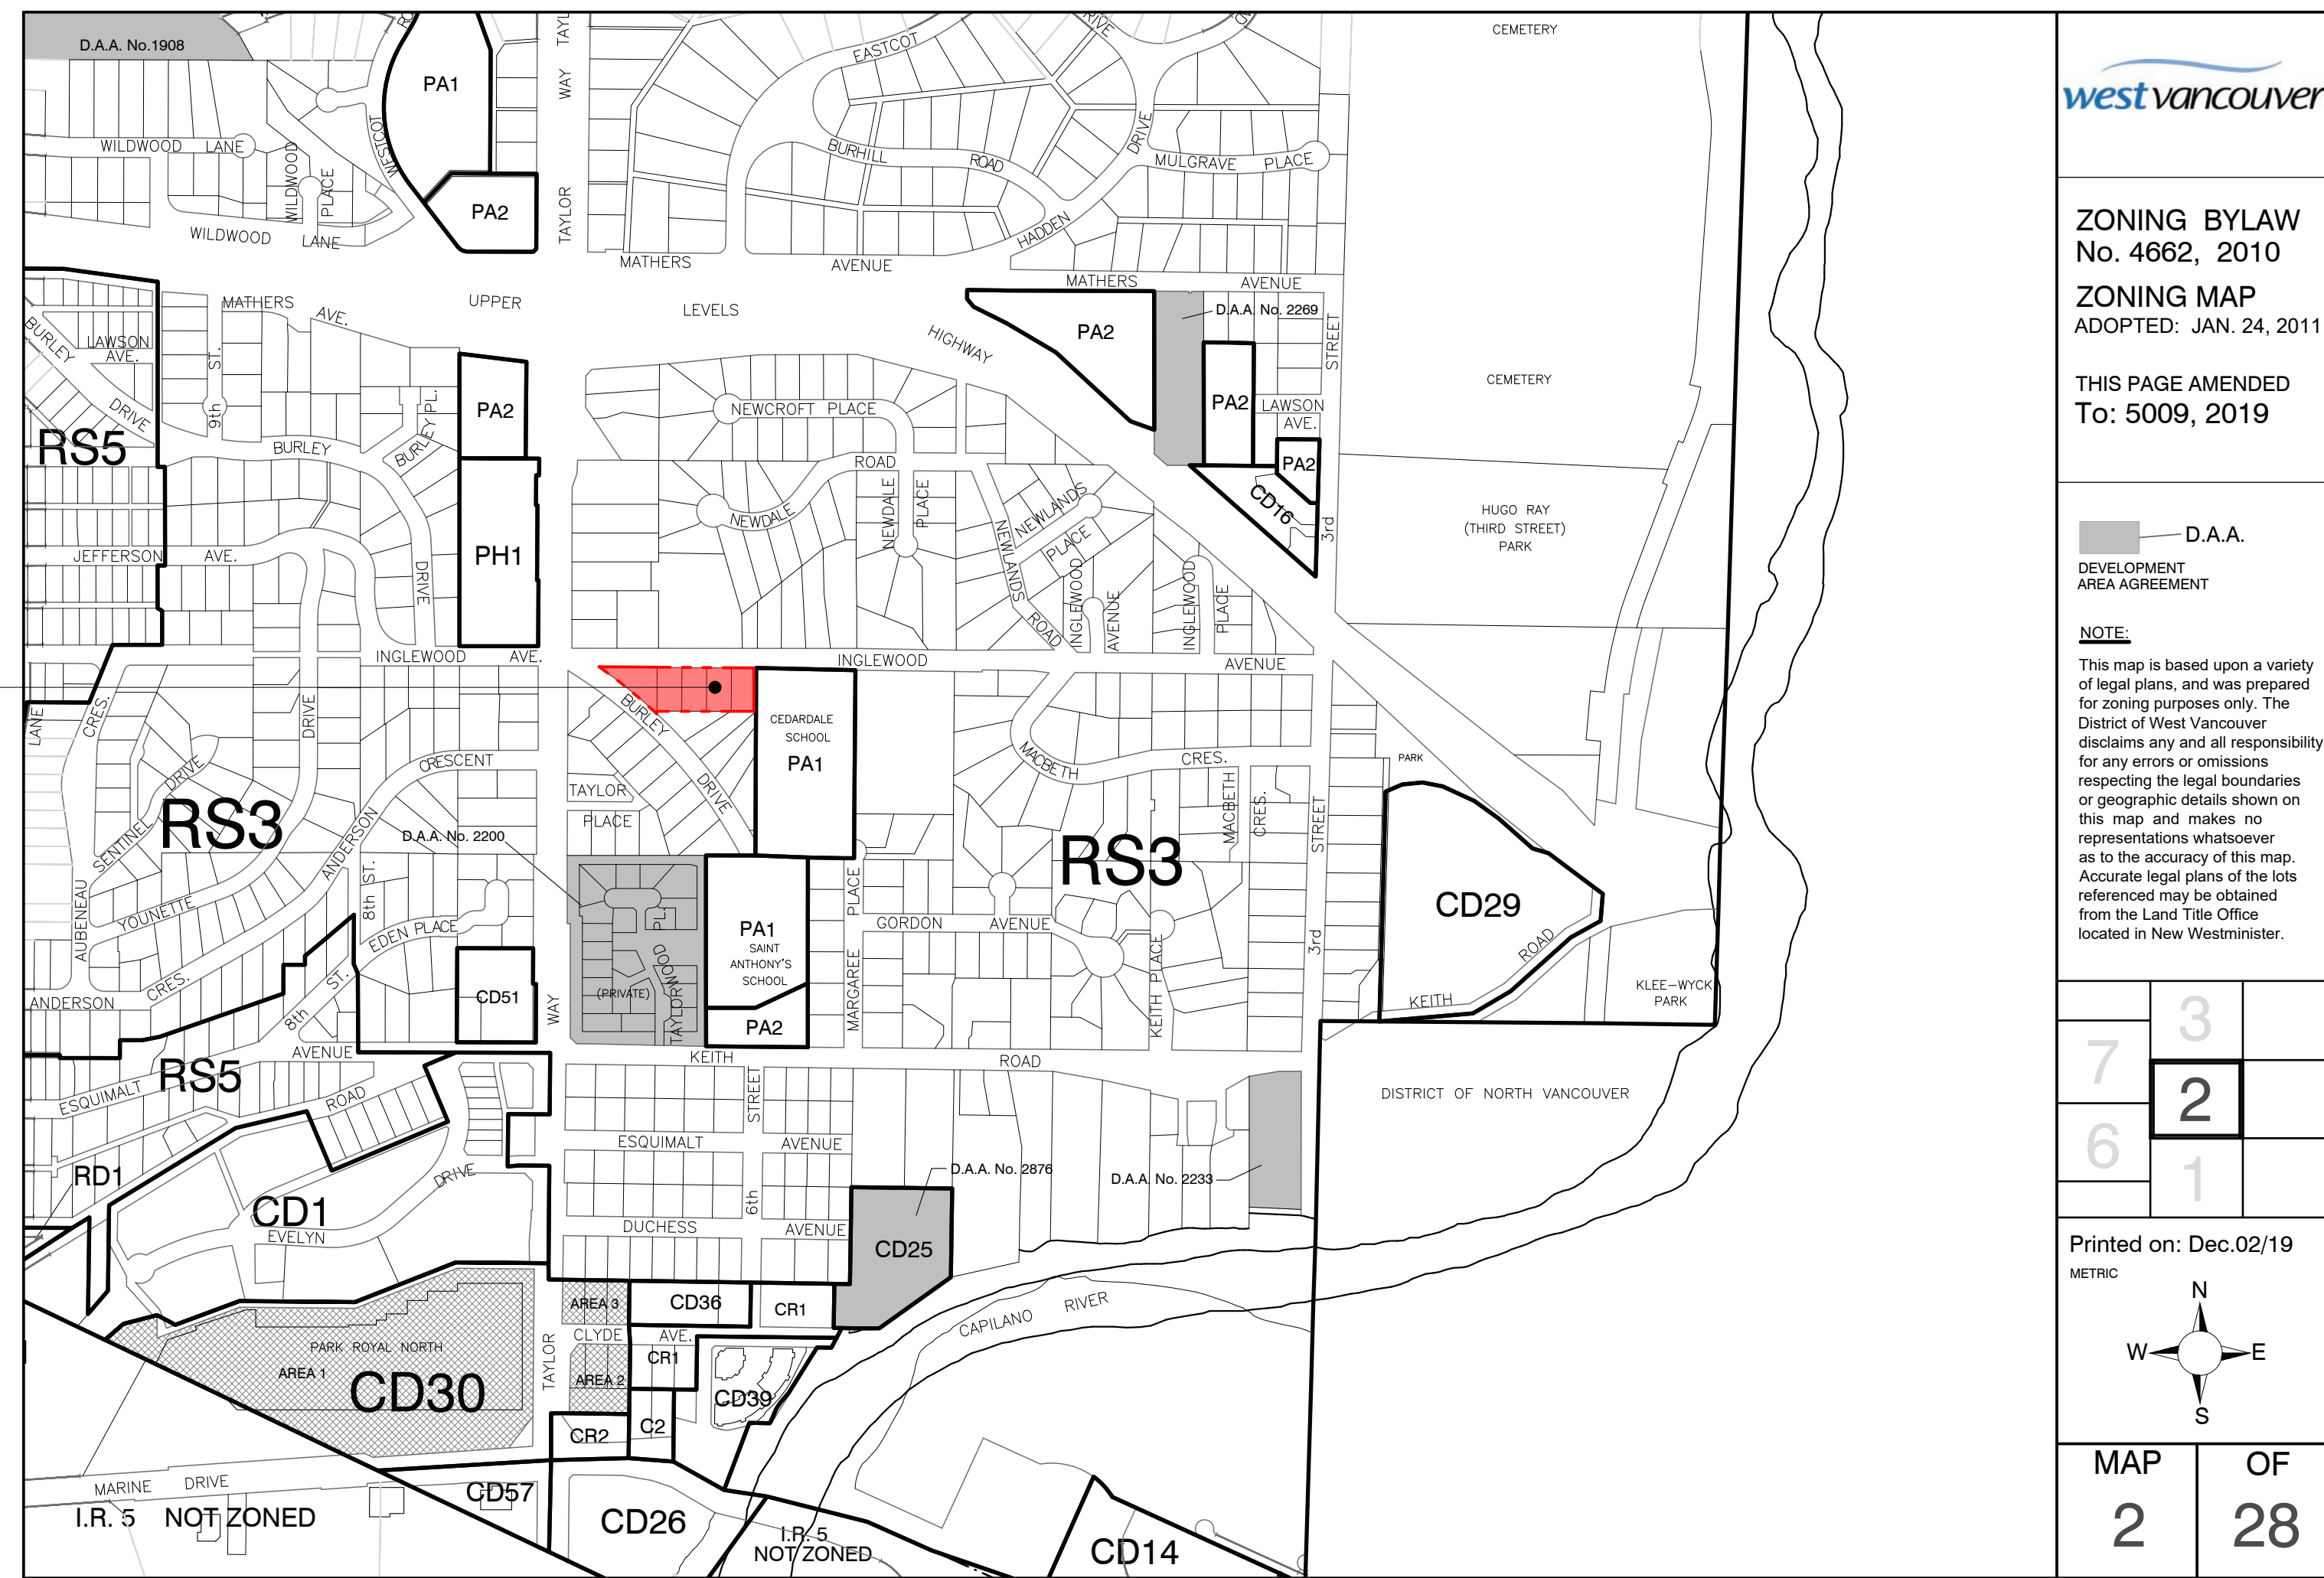 D.A.A. No.1908
PA1
TAYLOR
WAY
EASTCOT
DRIVE
CEMETERY
WILDWOOD LANE
WILDWOOD
PLACE
WESTCOT
WILDWOOD LANE
PA2
TAYLOR
BURHILL ROAD
DRIVE
MULGRAVE PLACE
HADDEN
MATHERS AVENUE
MATHERS AVENUE
MATHERS AVE.
UPPER LEVELS
HIGHWAY
PA2
D.A.A. No. 2269
STREET
BURLEY
LAWSON
AVE.
DRIVE
9th ST.
RS5
BURLEY
BURLEY PL.
PA2
NEWCROFT PLACE
PA2
LAWSON
AVE.
CEMETERY
ROAD
NEWDALE
NEWDALE
PLACE
NEWLANDS
PLACE
NEWLANDS
ROAD
PA2
CD16
3rd
HUGO RAY
(THIRD STREET)
PARK
JEFFERSON AVE.
DRIVE
PH1
INGLEWOOD
AVENUE
INGLEWOOD
PLACE
INGLEWOOD AVE.
INGLEWOOD
AVENUE
LANE
CRES.
DRIVE
BURLEY
DRIVE
CEDARDALE
SCHOOL
PA1
MACBETH
CRES.
PARK
CRESCENT
DRIVE
SENTINEL
RS3
TAYLOR
PLACE
MACBETH
CRES.
STREET
ANDERSON
D.A.A. No. 2200
RS3
CD29
AUBENEAU
YOUNETTE
8th ST.
EDEN PLACE
TAYLORWOOD
PL.
(PRIVATE)
PA1
SAINT
ANTHONY'S
SCHOOL
MARGAREE
PLACE
GORDON AVENUE
KEITH PLACE
3rd
ROAD
KEITH
KLEE-WYCK
PARK
ANDERSON
CRES.
8th ST.
CD51
WAY
PA2
AVENUE
RS5
ESQUIMALT
ROAD
KEITH
ROAD
DISTRICT OF NORTH VANCOUVER
STREET
6th
ESQUIMALT AVENUE
RD1
DRIVE
D.A.A. No. 2876
D.A.A. No. 2233
CD1
EVELYN
DUCHESS AVENUE
CD25
AREA 3
CD36
CR1
CAPILANO RIVER
PARK ROYAL NORTH
AREA 1
CD30
TAYLOR
CLYDE AVE.
AREA 2
CR1
CD39
CR2
C2
MARINE DRIVE
I.R. 5 NOT ZONED
CD57
CD26
I.R. 5
NOT ZONED
CD14
westvancouver
ZONING BYLAW
No. 4662, 2010
ZONING MAP
ADOPTED: JAN. 24, 2011
THIS PAGE AMENDED
To: 5009, 2019
D.A.A.
DEVELOPMENT
AREA AGREEMENT
NOTE:
This map is based upon a variety
of legal plans, and was prepared
for zoning purposes only. The
District of West Vancouver
disclaims any and all responsibility
for any errors or omissions
respecting the legal boundaries
or geographic details shown on
this map and makes no
representations whatsoever
as to the accuracy of this map.
Accurate legal plans of the lots
referenced may be obtained
from the Land Title Office
located in New Westminister.
3
7
2
6
1
Printed on: Dec.02/19
METRIC
N
W
E
S
MAP
2
OF
28